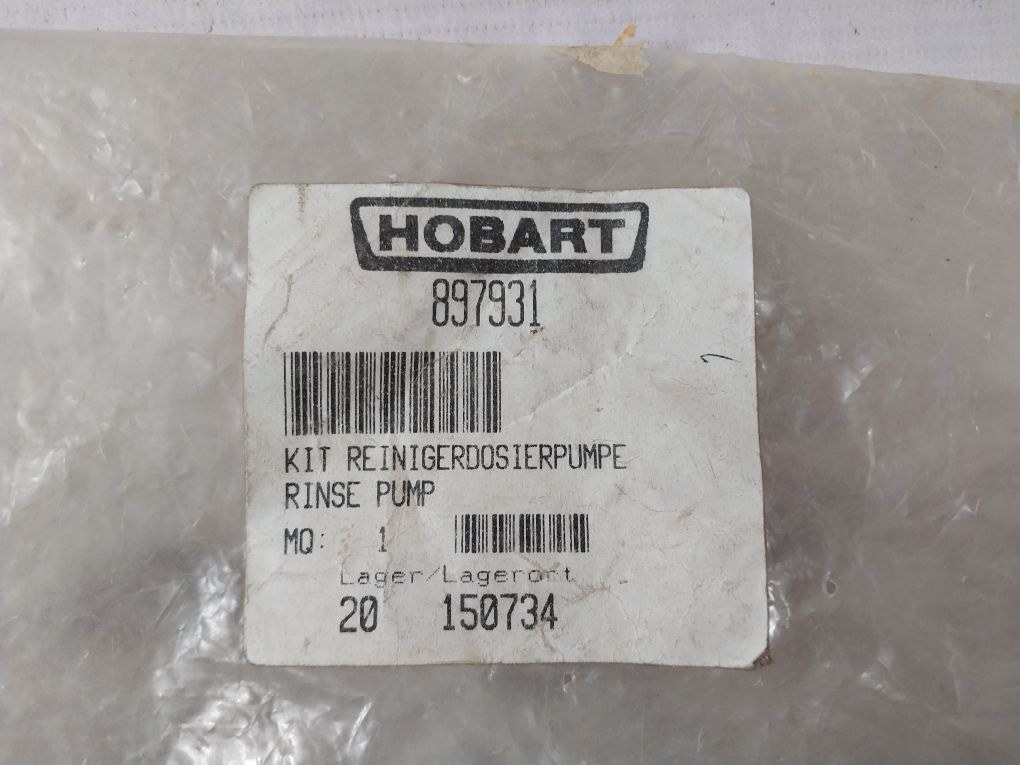 HOBART
897931
KIT REINIGERDOSIERPUMPE
RINSE PUMP
MQ: 1
Lager/Lagerort
20 150734